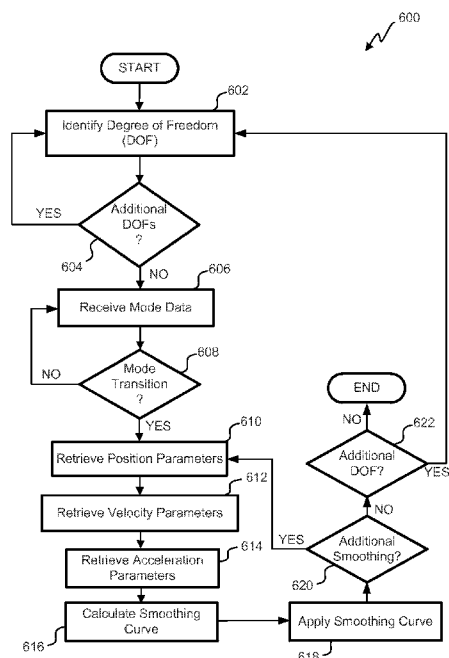 600
START
602
Identify Degree of Freedom
(DOF)
YES
Additional
DOFs
?
604
NO
606
Receive Mode Data
NO
Mode
Transition
?
608
YES
610
Retrieve Position Parameters
612
Retrieve Velocity Parameters
614
Retrieve Acceleration
Parameters
Calculate Smoothing
Curve
616
Apply Smoothing Curve
618
Additional
Smoothing?
620
YES
NO
Additional
DOF?
622
YES
NO
END